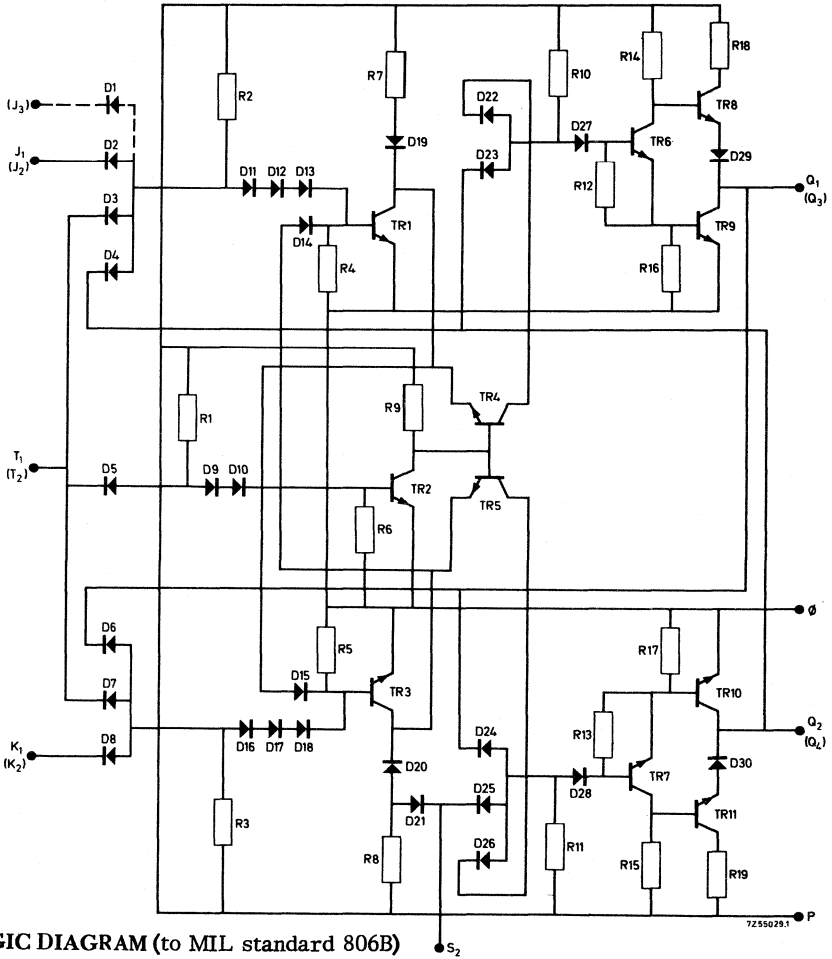 D1
(J3)
J1
(J2)
D2
D3
D4
R2
R7
D19
D11 D12 D13
D14
TR1
R4
D22
D23
R10
D27
R12
R14
TR6
R18
TR8
D29
Q1
(Q3)
TR9
R16
TR4
R9
R1
T1
(T2)
D5
D9 D10
TR2
TR5
R6
D6
D7
K1
(K2)
D8
R5
D15
TR3
D16 D17 D18
D20
D21
R3
R8
D24
D25
D26
R11
D28
R13
TR7
R17
TR10
ø
Q2
(Q4)
D30
TR11
R15
R19
P
7Z55029.1
GIC DIAGRAM (to MIL standard 806B)
S2